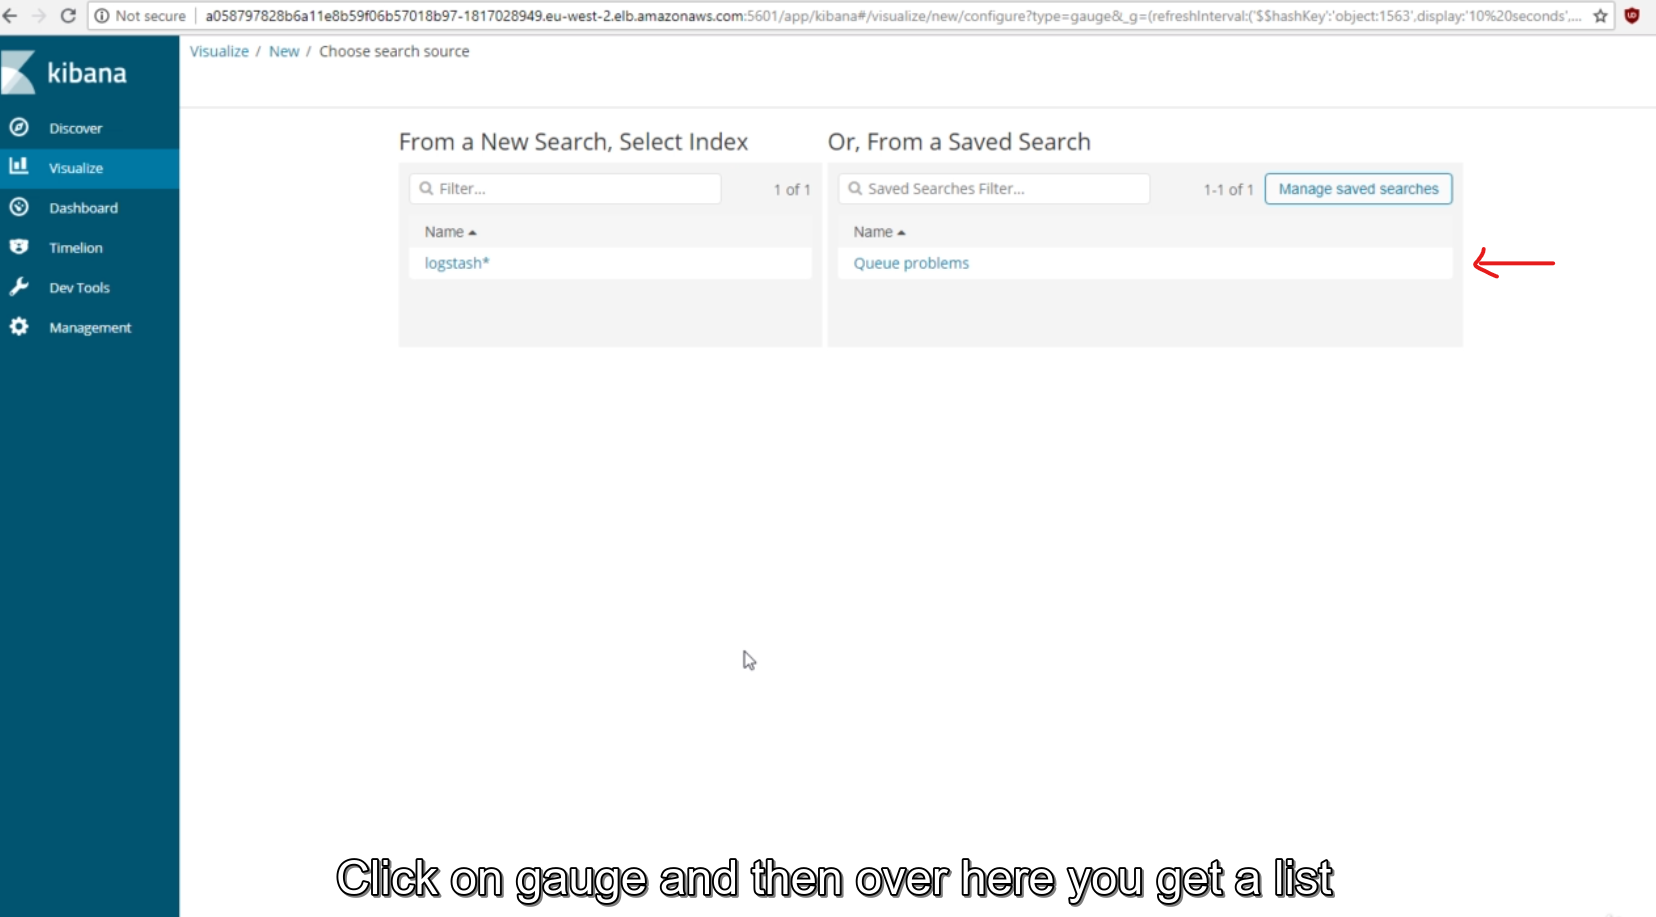 Not secure
a058797828b6a11e8b59f06b57018b97-1817028949.eu-west-2.elb.amazonaws.com:5601/app/kibana#/visualize/new/configure?type=gauge&_g=(refreshInterval:('$$hashKey':'object:1563',display:'10%20seconds',...
kibana
Discover
Visualize
Dashboard
Timelion
Dev Tools
Management
Visualize / New / Choose search source
From a New Search, Select Index
Filter...
1 of 1
Name
logstash*
Or, From a Saved Search
Saved Searches Filter...
1-1 of 1
Manage saved searches
Name
Queue problems
Click on gauge and then over here you get a list